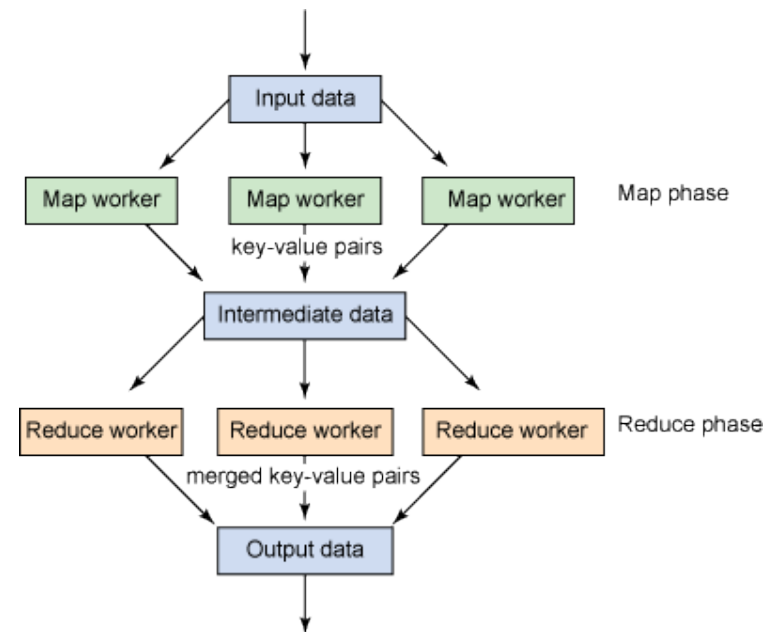 Input data
Map worker
Map worker
Map worker
Map phase
key-value pairs
Intermediate data
Reduce worker
Reduce worker
Reduce worker
Reduce phase
merged key-value pairs
Output data